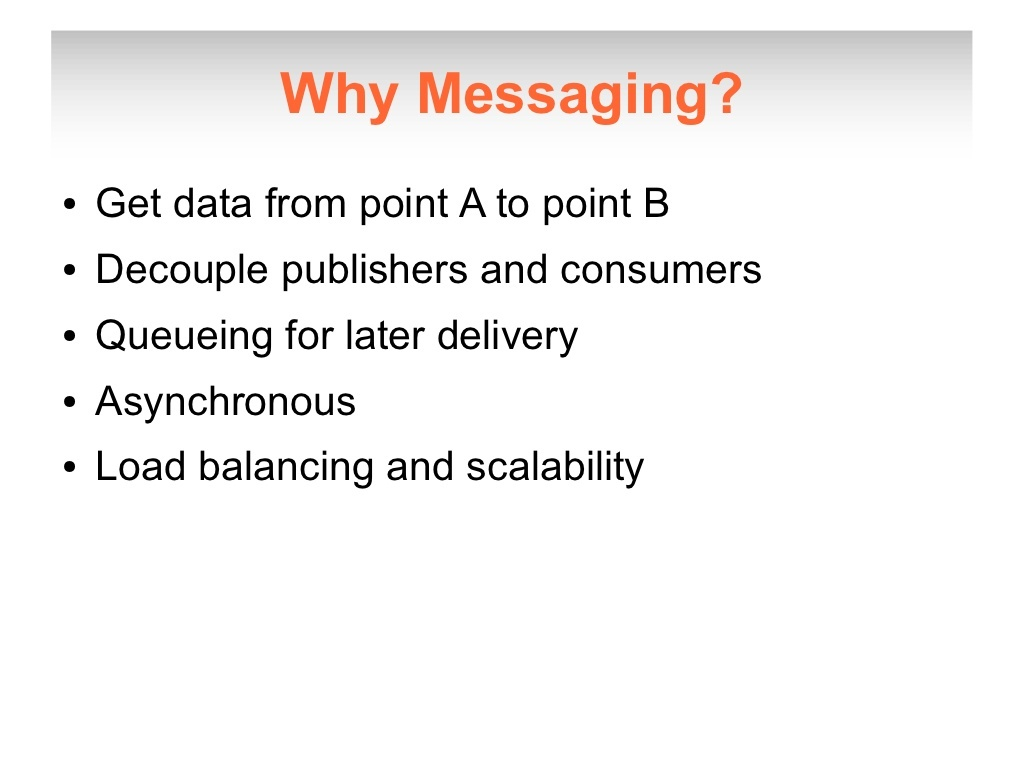 Why Messaging?
• Get data from point A to point B
• Decouple publishers and consumers
• Queueing for later delivery
• Asynchronous
• Load balancing and scalability